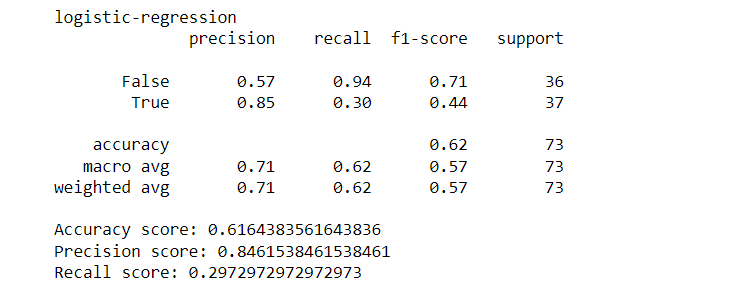 logistic-regression
precision recall f1-score support
False 0.57 0.94 0.71 36
True 0.85 0.30 0.44 37
accuracy 0.62 73
macro avg 0.71 0.62 0.57 73
weighted avg 0.71 0.62 0.57 73
Accuracy score: 0.6164383561643836
Precision score: 0.8461538461538461
Recall score: 0.2972972972972973